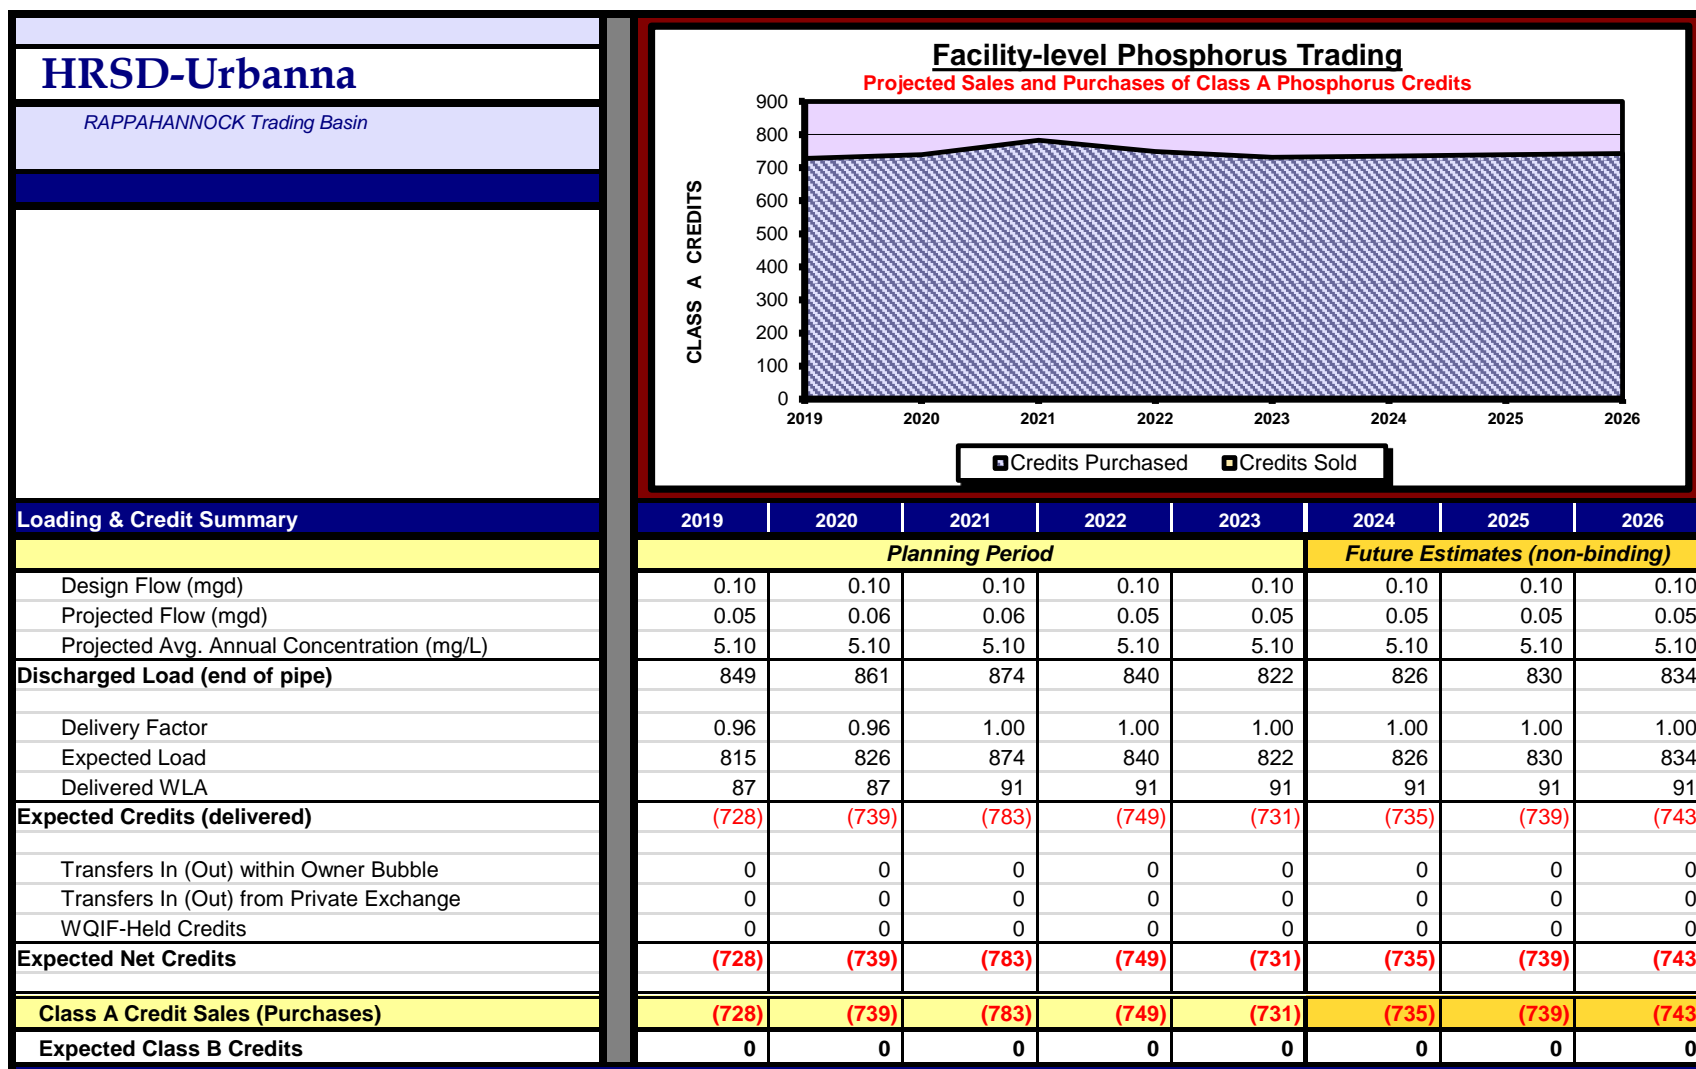 HRSD-Urbanna
RAPPAHANNOCK Trading Basin
Facility-level Phosphorus Trading
Projected Sales and Purchases of Class A Phosphorus Credits
CLASS A CREDITS
900
800
700
600
500
400
300
200
100
0
2019 2020 2021 2022 2023 2024 2025 2026
Credits Purchased Credits Sold
Loading & Credit Summary 2019 2020 2021 2022 2023 2024 2025 2026
Planning Period Future Estimates (non-binding)
Design Flow (mgd) 0.10 0.10 0.10 0.10 0.10 0.10 0.10 0.10
Projected Flow (mgd) 0.05 0.06 0.06 0.05 0.05 0.05 0.05 0.05
Projected Avg. Annual Concentration (mg/L) 5.10 5.10 5.10 5.10 5.10 5.10 5.10 5.10
Discharged Load (end of pipe) 849 861 874 840 822 826 830 834
Delivery Factor 0.96 0.96 1.00 1.00 1.00 1.00 1.00 1.00
Expected Load 815 826 874 840 822 826 830 834
Delivered WLA 87 87 91 91 91 91 91 91
Expected Credits (delivered) (728) (739) (783) (749) (731) (735) (739) (743
Transfers In (Out) within Owner Bubble 0 0 0 0 0 0 0 0
Transfers In (Out) from Private Exchange 0 0 0 0 0 0 0 0
WQIF-Held Credits 0 0 0 0 0 0 0 0
Expected Net Credits (728) (739) (783) (749) (731) (735) (739) (743
Class A Credit Sales (Purchases) (728) (739) (783) (749) (731) (735) (739) (743
Expected Class B Credits 0 0 0 0 0 0 0 0